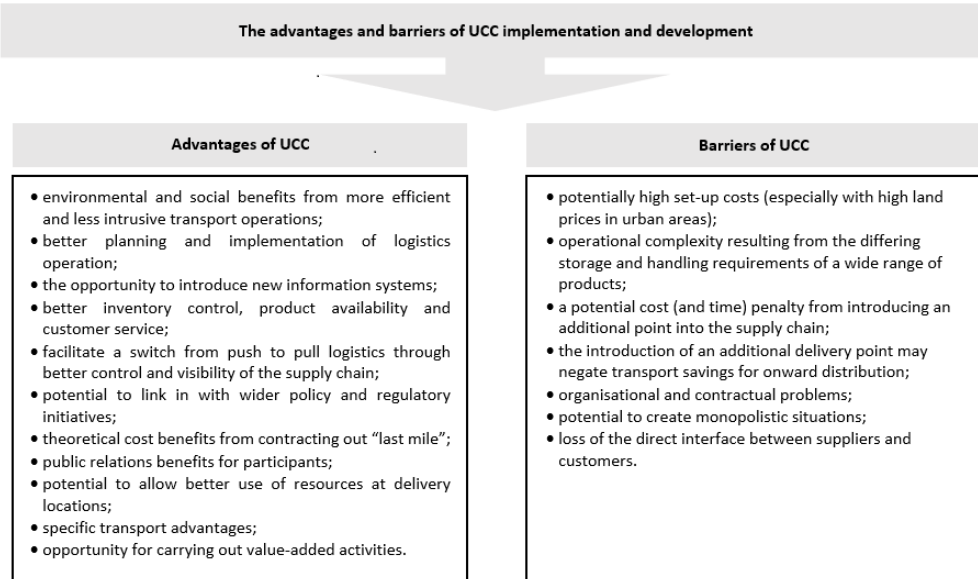 The advantages and barriers of UCC implementation and development
Advantages of UCC
• environmental and social benefits from more efficient
and less intrusive transport operations;
• better planning and implementation of logistics
operation;
• the opportunity to introduce new information systems;
• better inventory control, product availability and
customer service;
• facilitate a switch from push to pull logistics through
better control and visibility of the supply chain;
• potential to link in with wider policy and regulatory
initiatives;
• theoretical cost benefits from contracting out “last mile”;
• public relations benefits for participants;
• potential to allow better use of resources at delivery
locations;
• specific transport advantages;
• opportunity for carrying out value-added activities.
Barriers of UCC
• potentially high set-up costs (especially with high land
prices in urban areas);
• operational complexity resulting from the differing
storage and handling requirements of a wide range of
products;
• a potential cost (and time) penalty from introducing an
additional point into the supply chain;
• the introduction of an additional delivery point may
negate transport savings for onward distribution;
• organisational and contractual problems;
• potential to create monopolistic situations;
• loss of the direct interface between suppliers and
customers.